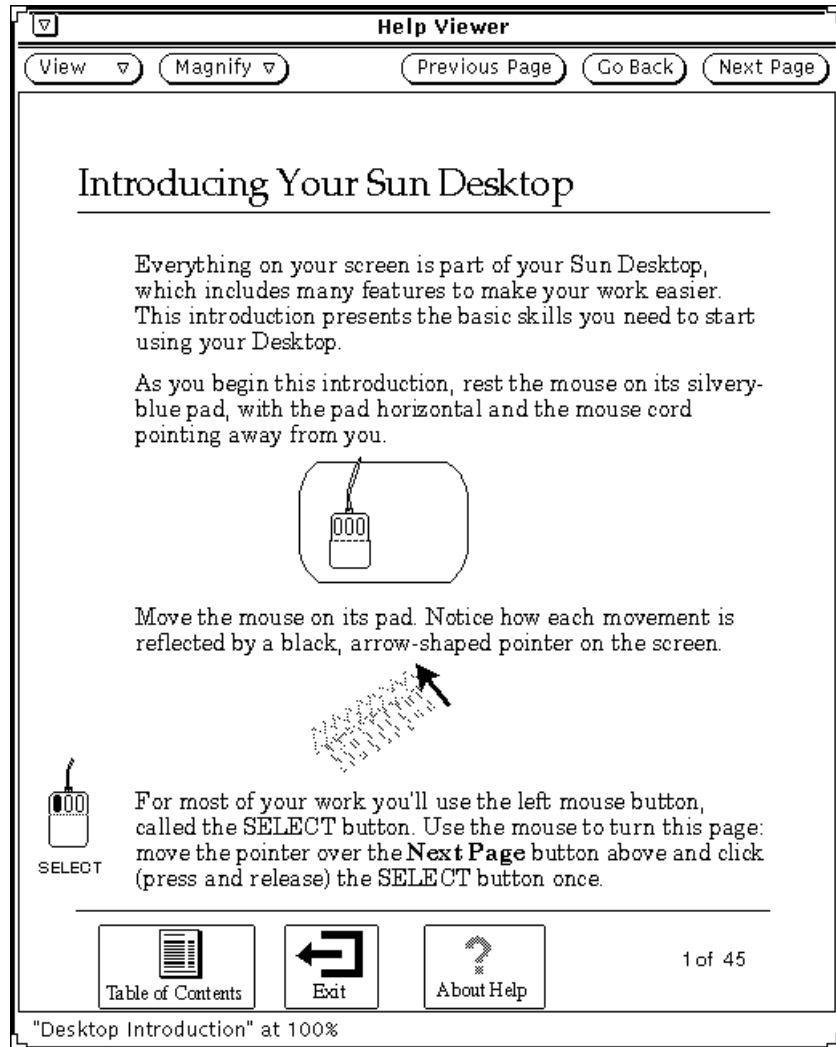 Help Viewer
View Magnify Previous Page Go Back Next Page
Introducing Your Sun Desktop
Everything on your screen is part of your Sun Desktop,
which includes many features to make your work easier.
This introduction presents the basic skills you need to start
using your Desktop.
As you begin this introduction, rest the mouse on its silvery-
blue pad, with the pad horizontal and the mouse cord
pointing away from you.
Move the mouse on its pad. Notice how each movement is
reflected by a black, arrow-shaped pointer on the screen.
For most of your work you'll use the left mouse button,
called the SELECT button. Use the mouse to turn this page:
move the pointer over the Next Page button above and click
(press and release) the SELECT button once.
SELECT
Table of Contents Exit About Help 1 of 45
"Desktop Introduction" at 100%